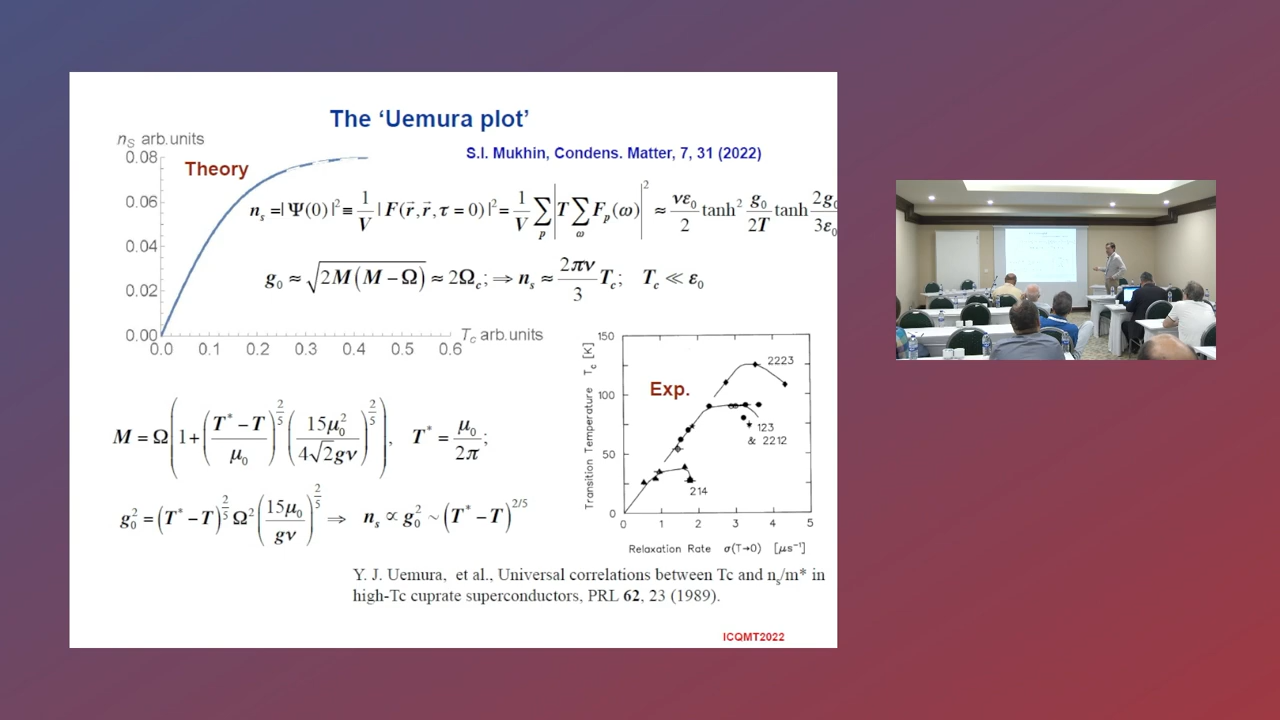 The ‘Uemura plot’
n_S arb.units
S.I. Mukhin, Condens. Matter, 7, 31 (2022)
0.08
Theory
0.06
0.04
0.02
0.00
0.0 0.1 0.2 0.3 0.4 0.5 0.6
T_c arb.units
n_s =|Ψ(0)|² ≡ 1/V |F(r⃗,r⃗,τ=0)|² = 1/V ∑_p |T∑_ω F_p(ω)|² ≈ νε₀/2 tanh² g₀/2T tanh 2g₀/3ε₀
g₀ ≈ √(2M(M−Ω)) ≈ 2Ω_c; ⇒ n_s ≈ 2πν/3 T_c; T_c ≪ ε₀
M = Ω(1+((T*−T)/μ₀)^(2/5) (15μ₀²/(4√2gν))^(2/5)), T* = μ₀/2π;
g₀² = (T*−T)^(2/5) Ω² (15μ₀/gν)^(2/5) ⇒ n_s ∝ g₀² ~ (T*−T)^(2/5)
Exp.
Transition Temperature T_c [K]
150
100
50
0
2223
123
& 2212
214
0 1 2 3 4 5
Relaxation Rate σ(T→0) [μs⁻¹]
Y. J. Uemura, et al., Universal correlations between Tc and n_s/m* in
high-Tc cuprate superconductors, PRL 62, 23 (1989).
ICQMT2022